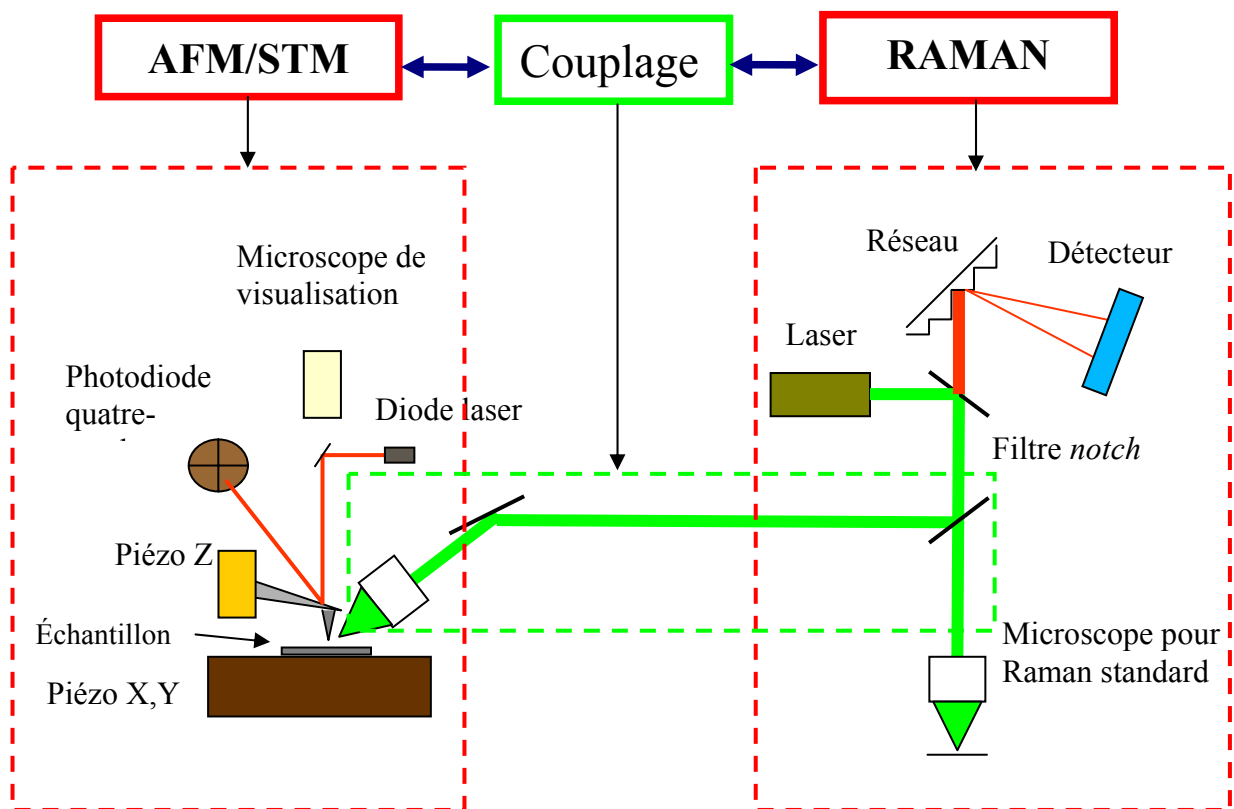 AFM/STM
Couplage
RAMAN
Microscope de
visualisation
Photodiode
quatre-
Diode laser
Piézo Z
Échantillon
Piézo X,Y
Réseau
Détecteur
Laser
Filtre notch
Microscope pour
Raman standard